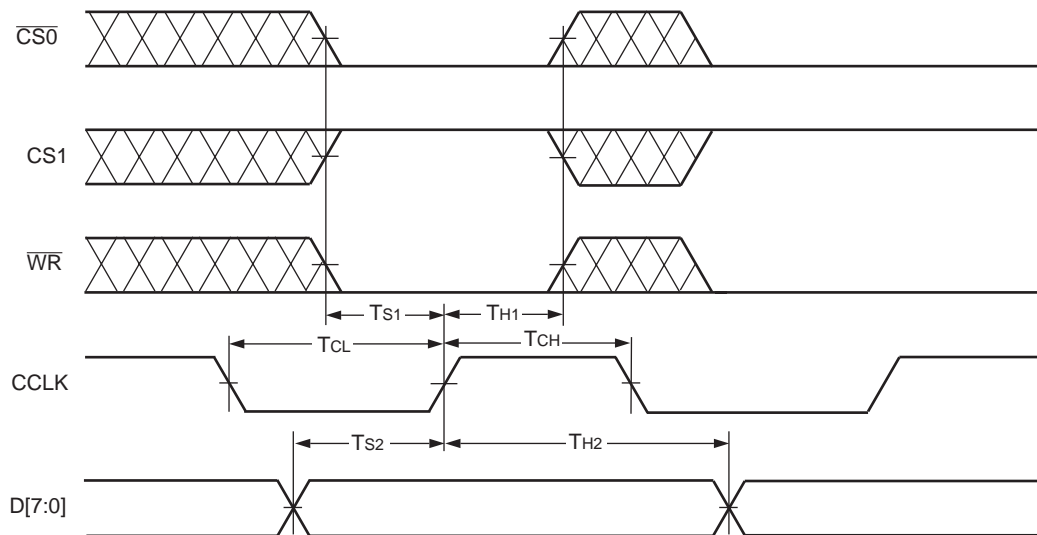 CS0
CS1
WR
TS1 TH1
TCL TCH
CCLK
TS2 TH2
D[7:0]